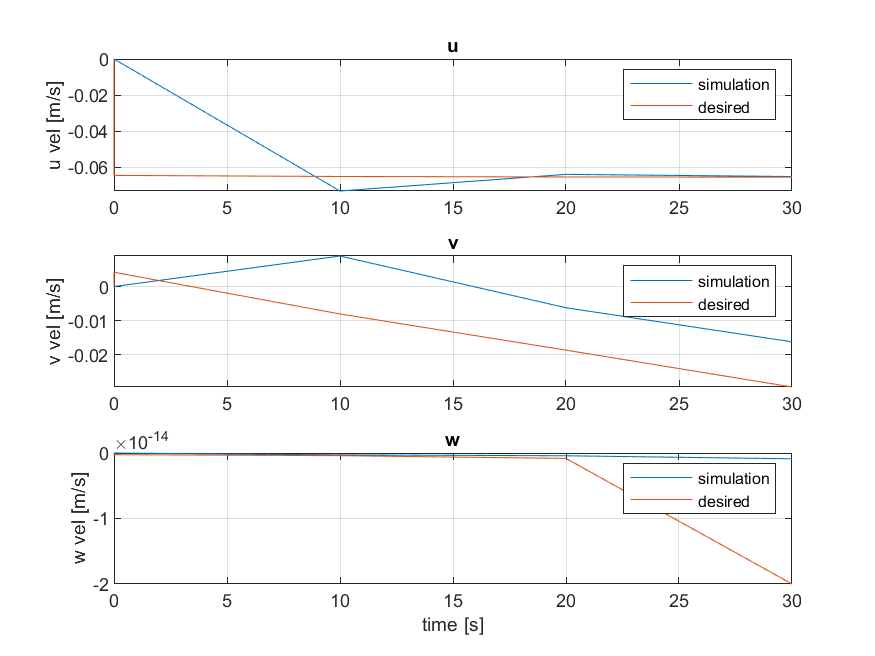 u
0
-0.02
-0.04
-0.06
u vel [m/s]
simulation
desired
0 5 10 15 20 25 30
v
0
-0.01
-0.02
v vel [m/s]
simulation
desired
0 5 10 15 20 25 30
×10-14
w
0
-1
-2
w vel [m/s]
simulation
desired
0 5 10 15 20 25 30
time [s]